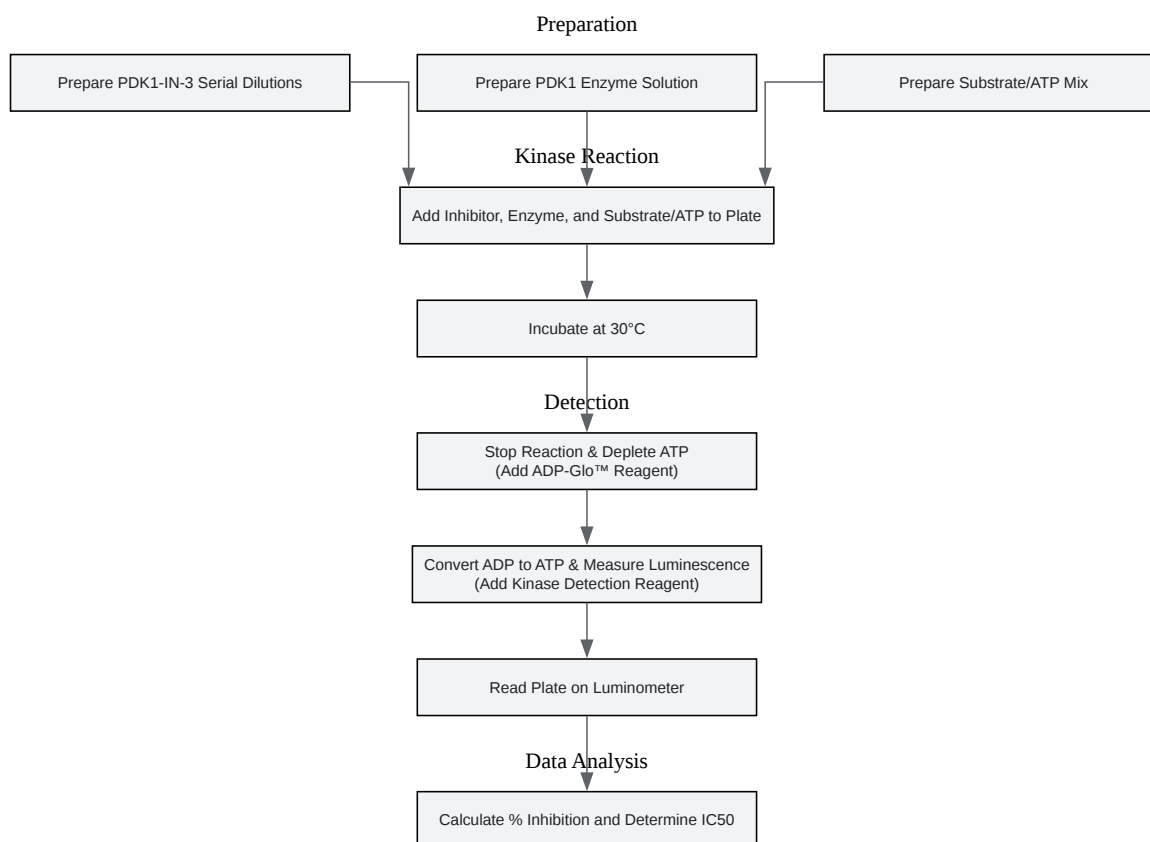 Preparation
Prepare PDK1-IN-3 Serial Dilutions
Prepare PDK1 Enzyme Solution
Prepare Substrate/ATP Mix
Kinase Reaction
Add Inhibitor, Enzyme, and Substrate/ATP to Plate
Incubate at 30°C
Detection
Stop Reaction & Deplete ATP
(Add ADP-Glo™ Reagent)
Convert ADP to ATP & Measure Luminescence
(Add Kinase Detection Reagent)
Read Plate on Luminometer
Data Analysis
Calculate % Inhibition and Determine IC50